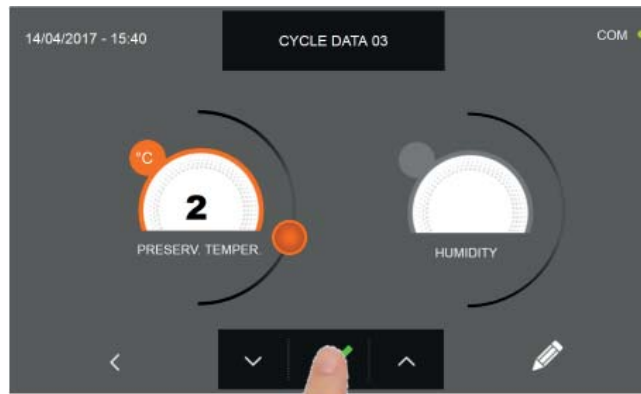 14/04/2017 - 15:40
CYCLE DATA 03
COM
°C
2
PRESERV. TEMPER.
HUMIDITY